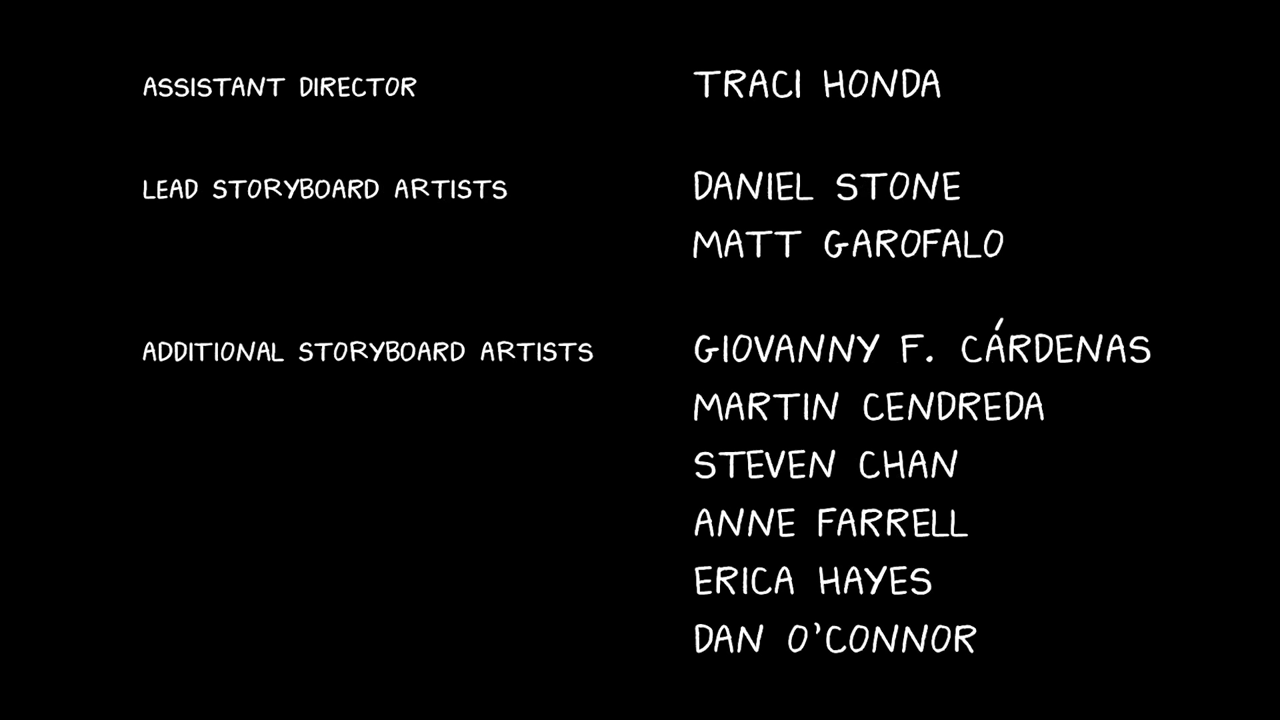 ASSISTANT DIRECTOR TRACI HONDA
LEAD STORYBOARD ARTISTS DANIEL STONE
MATT GAROFALO
ADDITIONAL STORYBOARD ARTISTS GIOVANNY F. CÁRDENAS
MARTIN CENDREDA
STEVEN CHAN
ANNE FARRELL
ERICA HAYES
DAN O'CONNOR